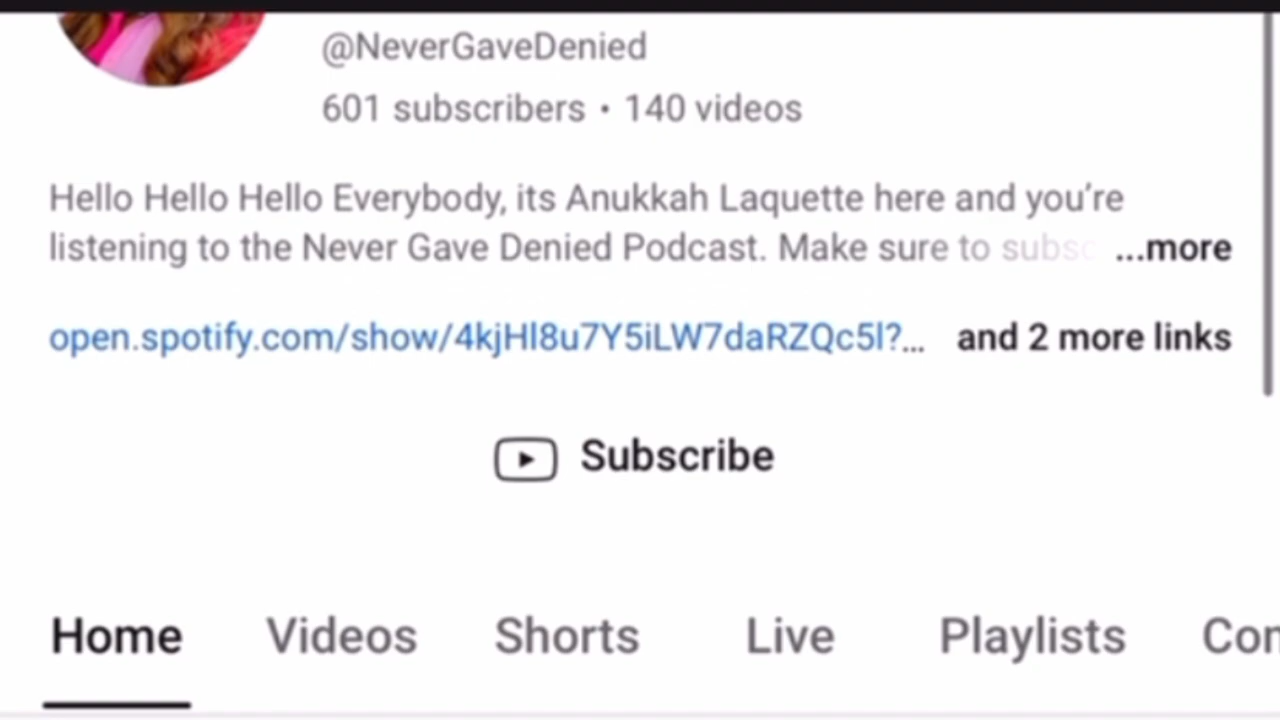 @NeverGaveDenied
601 subscribers • 140 videos
Hello Hello Hello Everybody, its Anukkah Laquette here and you're
listening to the Never Gave Denied Podcast. Make sure to subsc ...more
open.spotify.com/show/4kjHl8u7Y5iLW7daRZQc5l?... and 2 more links
Subscribe
Home Videos Shorts Live Playlists Con